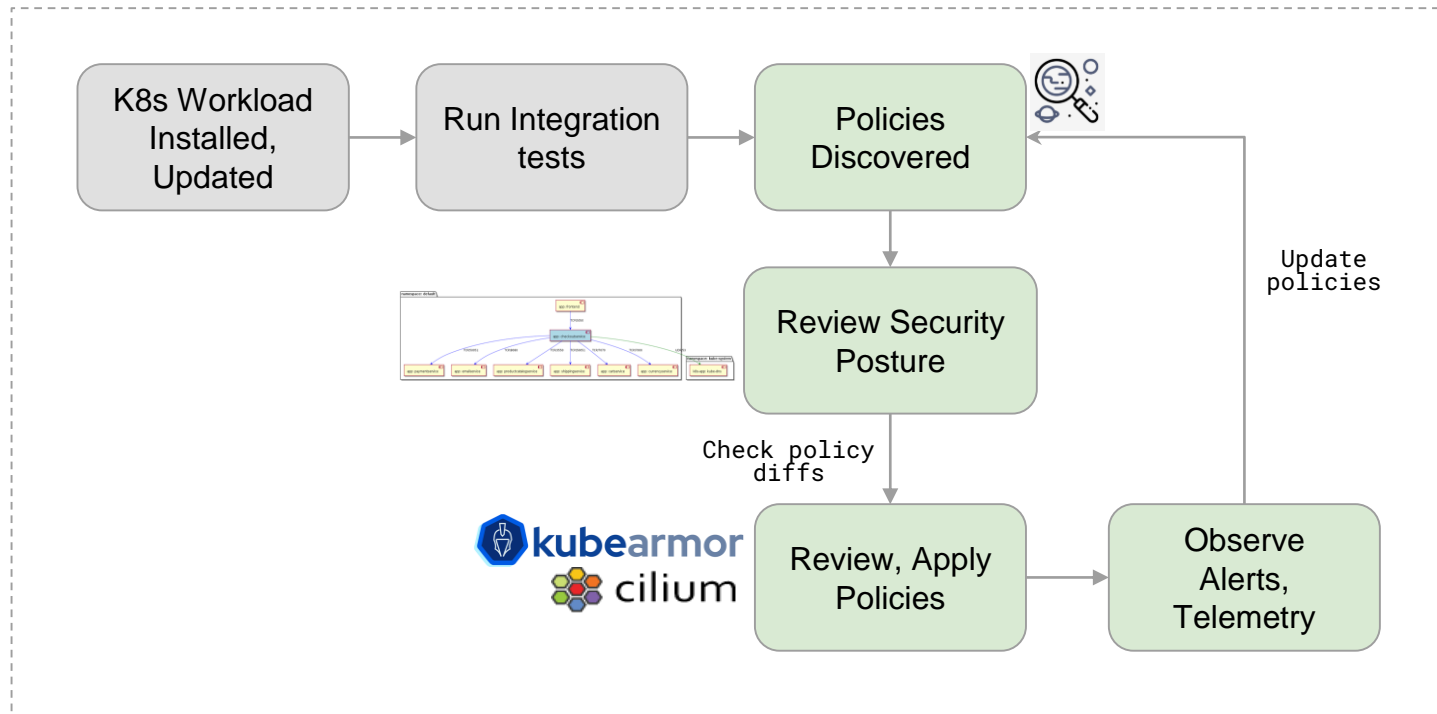 K8s Workload
Installed,
Updated
Run Integration
tests
Policies
Discovered
Update
policies
Review Security
Posture
Check policy
diffs
kubearmor
cilium
Review, Apply
Policies
Observe
Alerts,
Telemetry